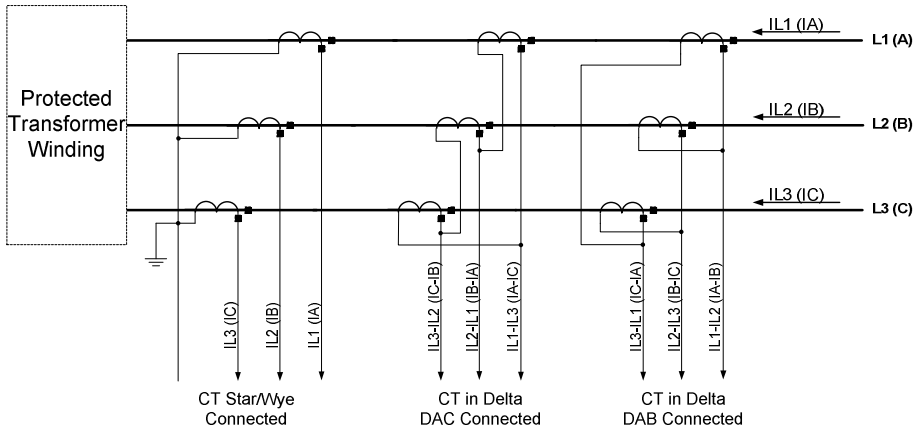 IL1 (IA)
L1 (A)
Protected
Transformer
Winding
IL2 (IB)
L2 (B)
IL3 (IC)
L3 (C)
IL3 (IC)
IL2 (IB)
IL1 (IA)
IL3-IL2 (IC-IB)
IL2-IL1 (IB-IA)
IL1-IL3 (IA-IC)
IL3-IL1 (IC-IA)
IL2-IL3 (IB-IC)
IL1-IL2 (IA-IB)
CT Star/Wye
Connected
CT in Delta
DAC Connected
CT in Delta
DAB Connected